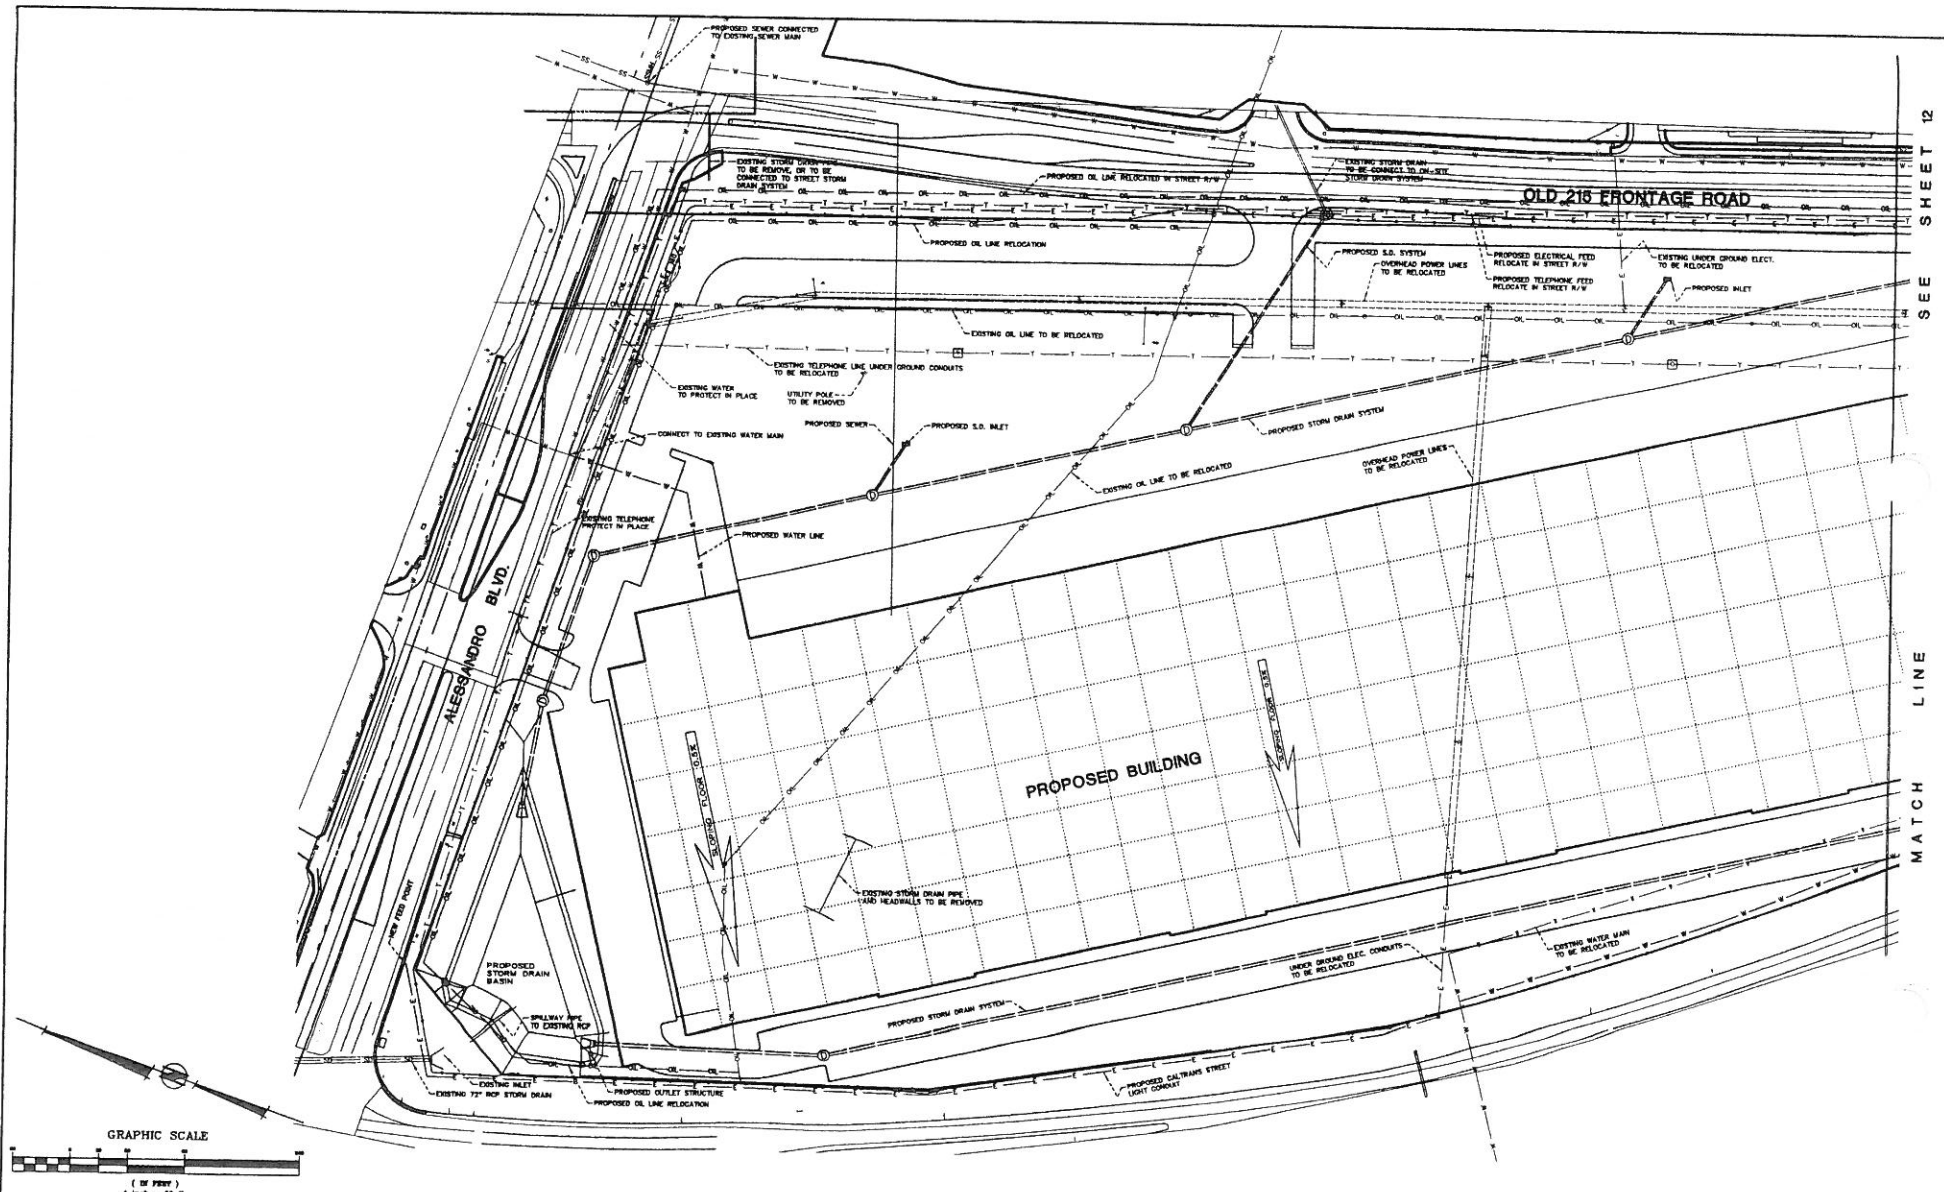 PROPOSED SEWER CONNECTED
TO EXISTING SEWER MAIN
EXISTING STORM DRAIN PIPE
TO BE REMOVE, OR TO BE
CONNECTED TO STREET STORM
DRAIN SYSTEM
PROPOSED OIL LINE RELOCATED IN STREET R/W
EXISTING STORM DRAIN
TO BE CONNECT TO ON-SITE
STORM DRAIN SYSTEM
OLD 215 FRONTAGE ROAD
SEE SHEET 12
PROPOSED OIL LINE RELOCATION
PROPOSED S.D. SYSTEM
OVERHEAD POWER LINES
TO BE RELOCATED
PROPOSED ELECTRICAL FEED
RELOCATE IN STREET R/W
PROPOSED TELEPHONE FEED
RELOCATE IN STREET R/W
EXISTING UNDER GROUND ELECT.
TO BE RELOCATED
PROPOSED INLET
EXISTING OIL LINE TO BE RELOCATED
EXISTING TELEPHONE LINE UNDER GROUND CONDUITS
TO BE RELOCATED
EXISTING WATER
TO PROTECT IN PLACE
UTILITY POLE
TO BE REMOVED
PROPOSED SEWER
PROPOSED S.D. INLET
CONNECT TO EXISTING WATER MAIN
PROPOSED STORM DRAIN SYSTEM
EXISTING OIL LINE TO BE RELOCATED
OVERHEAD POWER LINES
TO BE RELOCATED
EXISTING TELEPHONE
PROTECT IN PLACE
PROPOSED WATER LINE
ALESSANDRO BLVD.
SLOPING FLOOR 0.5%
SLOPING FLOOR 0.5%
PROPOSED BUILDING
MATCH LINE
EXISTING STORM DRAIN PIPE
AND HEADWALLS TO BE REMOVED
NEW FEED POINT
PROPOSED
STORM DRAIN
BASIN
SPILLWAY PIPE
TO EXISTING RCP
PROPOSED STORM DRAIN SYSTEM
UNDER GROUND ELEC. CONDUITS
TO BE RELOCATED
EXISTING WATER MAIN
TO BE RELOCATED
EXISTING INLET
EXISTING 72" RCP STORM DRAIN
PROPOSED OUTLET STRUCTURE
PROPOSED OIL LINE RELOCATION
PROPOSED CALTRANS STREET
LIGHT CONDUIT
GRAPHIC SCALE
( IN FEET )